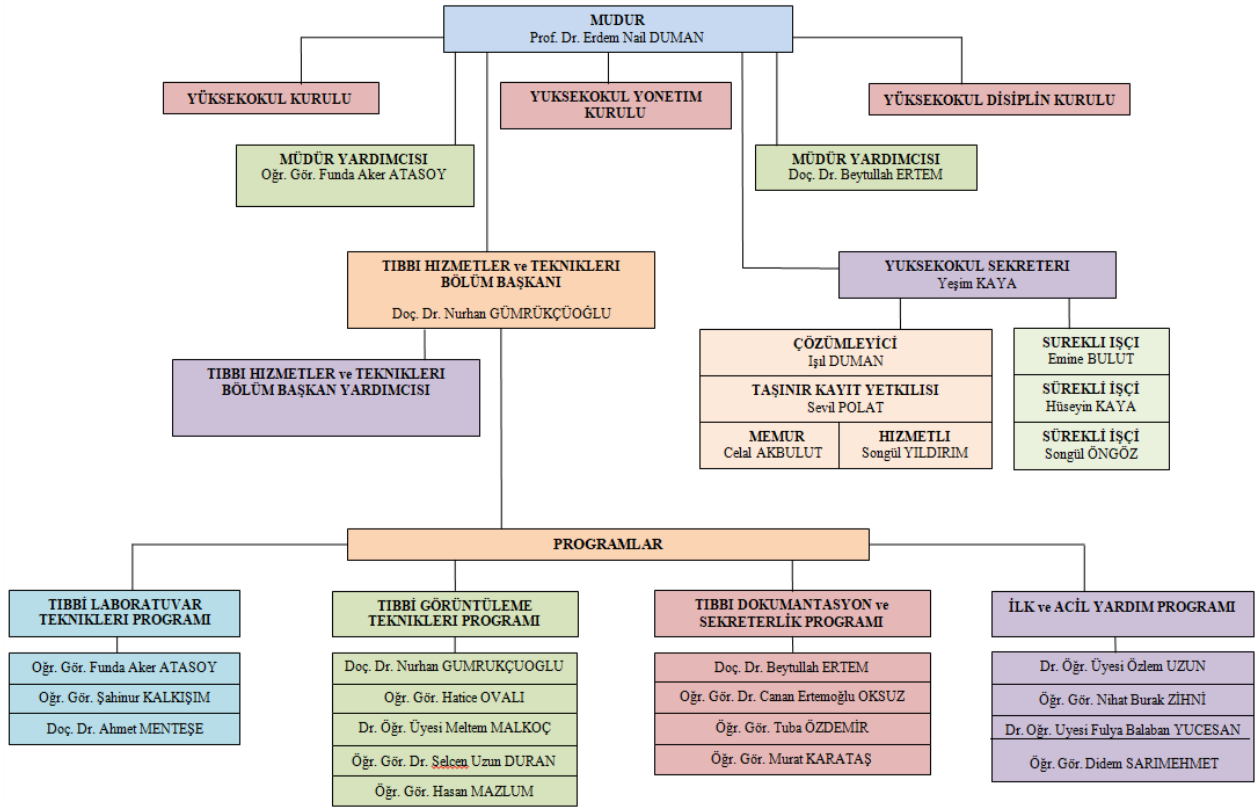 MUDUR
Prof. Dr. Erdem Nail DUMAN
YÜKSEKOKUL KURULU
YUKSEKOKUL YONETIM
KURULU
YÜKSEKOKUL DİSİPLİN KURULU
MÜDÜR YARDIMCISI
Oğr. Gör. Funda Aker ATASOY
MÜDÜR YARDIMCISI
Doç. Dr. Beytullah ERTEM
TIBBI HIZMETLER ve TEKNIKLERI
BÖLÜM BAŞKANI
Doç. Dr. Nurhan GÜMRÜKÇÜOĞLU
YUKSEKOKUL SEKRETERI
Yeşim KAYA
TIBBI HIZMETLER ve TEKNIKLERI
BÖLÜM BAŞKAN YARDIMCISI
ÇÖZÜMLEYİCİ
Işıl DUMAN
TAŞINIR KAYIT YETKILISI
Sevil POLAT
MEMUR
Celal AKBULUT
HIZMETLI
Songül YILDIRIM
SUREKLI IŞÇI
Emine BULUT
SÜREKLİ İŞÇİ
Hüseyin KAYA
SÜREKLİ İŞÇİ
Songül ÖNGÖZ
PROGRAMLAR
TIBBİ LABORATUVAR
TEKNIKLERI PROGRAMI
Oğr. Gör. Funda Aker ATASOY
Oğr. Gör. Şahinur KALKIŞIM
Doç. Dr. Ahmet MENTEŞE
TIBBİ GÖRÜNTÜLEME
TEKNIKLERI PROGRAMI
Doç. Dr. Nurhan GUMRUKÇUOGLU
Oğr. Gör. Hatice OVALI
Dr. Öğr. Üyesi Meltem MALKOÇ
Öğr. Gör. Dr. Selcen Uzun DURAN
Öğr. Gör. Hasan MAZLUM
TIBBI DOKUMANTASYON ve
SEKRETERLİK PROGRAMI
Doç. Dr. Beytullah ERTEM
Oğr. Gör. Dr. Canan Ertemoğlu OKSUZ
Öğr. Gör. Tuba ÖZDEMİR
Öğr. Gör. Murat KARATAŞ
İLK ve ACİL YARDIM PROGRAMI
Dr. Öğr. Üyesi Özlem UZUN
Öğr. Gör. Nihat Burak ZİHNİ
Dr. Oğr. Uyesi Fulya Balaban YUCESAN
Öğr. Gör. Didem SARIMEHMET